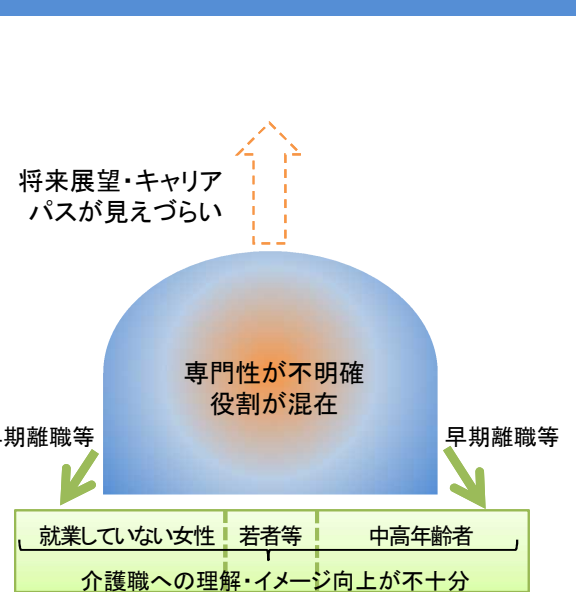 将来展望・キャリア
パスが見えづらい
専門性が不明確
役割が混在
期離職等
早期離職等
就業していない女性
若者等
中高年齢者
介護職への理解・イメージ向上が不十分